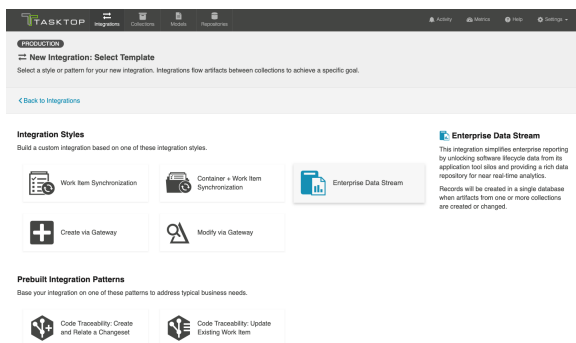 TASKTOP
Integrations
Collections
Models
Repositories
Activity
Metrics
Help
Settings
PRODUCTION
New Integration: Select Template
Select a style or pattern for your new integration. Integrations flow artifacts between collections to achieve a specific goal.
Back to Integrations
Integration Styles
Build a custom integration based on one of these integration styles.
Work Item Synchronization
Container + Work Item
Synchronization
Enterprise Data Stream
Create via Gateway
Modify via Gateway
Prebuilt Integration Patterns
Base your integration on one of these patterns to address typical business needs.
Code Traceability: Create
and Relate a Changeset
Code Traceability: Update
Existing Work Item
Enterprise Data Stream
This integration simplifies enterprise reporting
by unlocking software lifecycle data from its
application tool silos and providing a rich data
repository for near real-time analytics.
Records will be created in a single database
when artifacts from one or more collections
are created or changed.